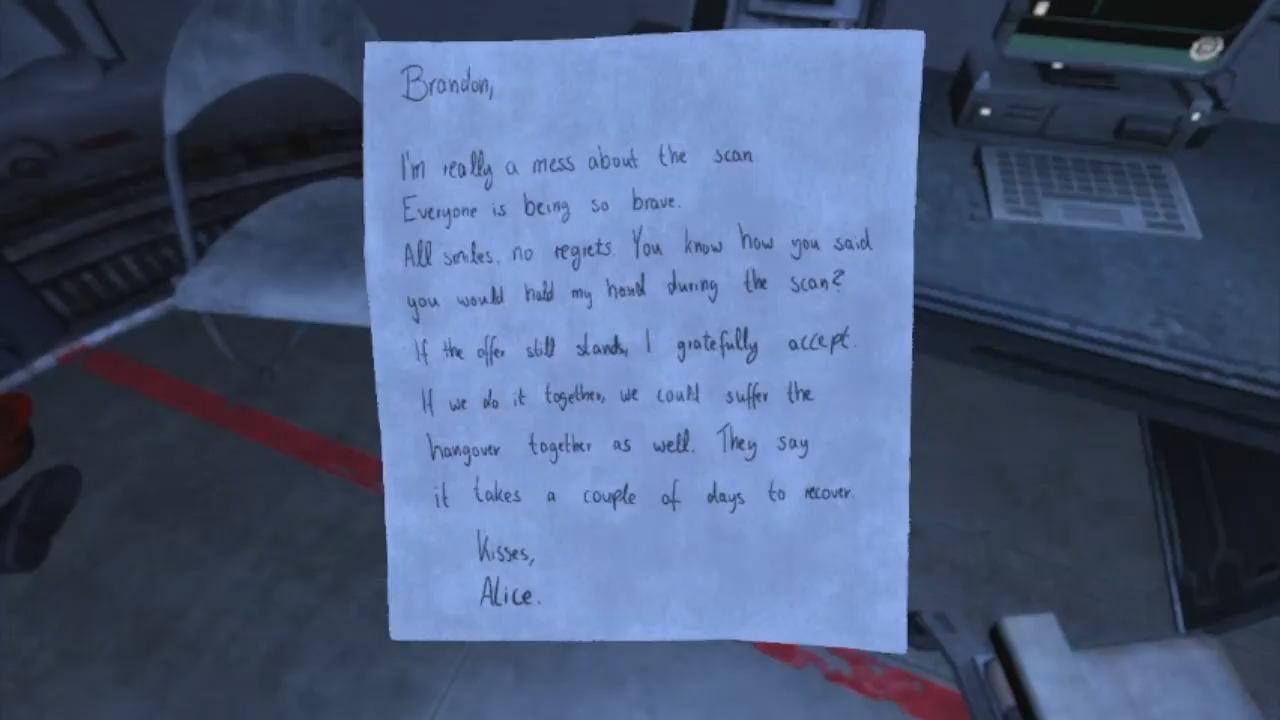 Brandon,
I'm really a mess about the scan
Everyone is being so brave.
All smiles, no regrets. You know how you said
you would hold my hand during the scan?
If the offer still stands, I gratefully accept.
If we do it together, we could suffer the
hangover together as well. They say
it takes a couple of days to recover.
Kisses,
Alice.